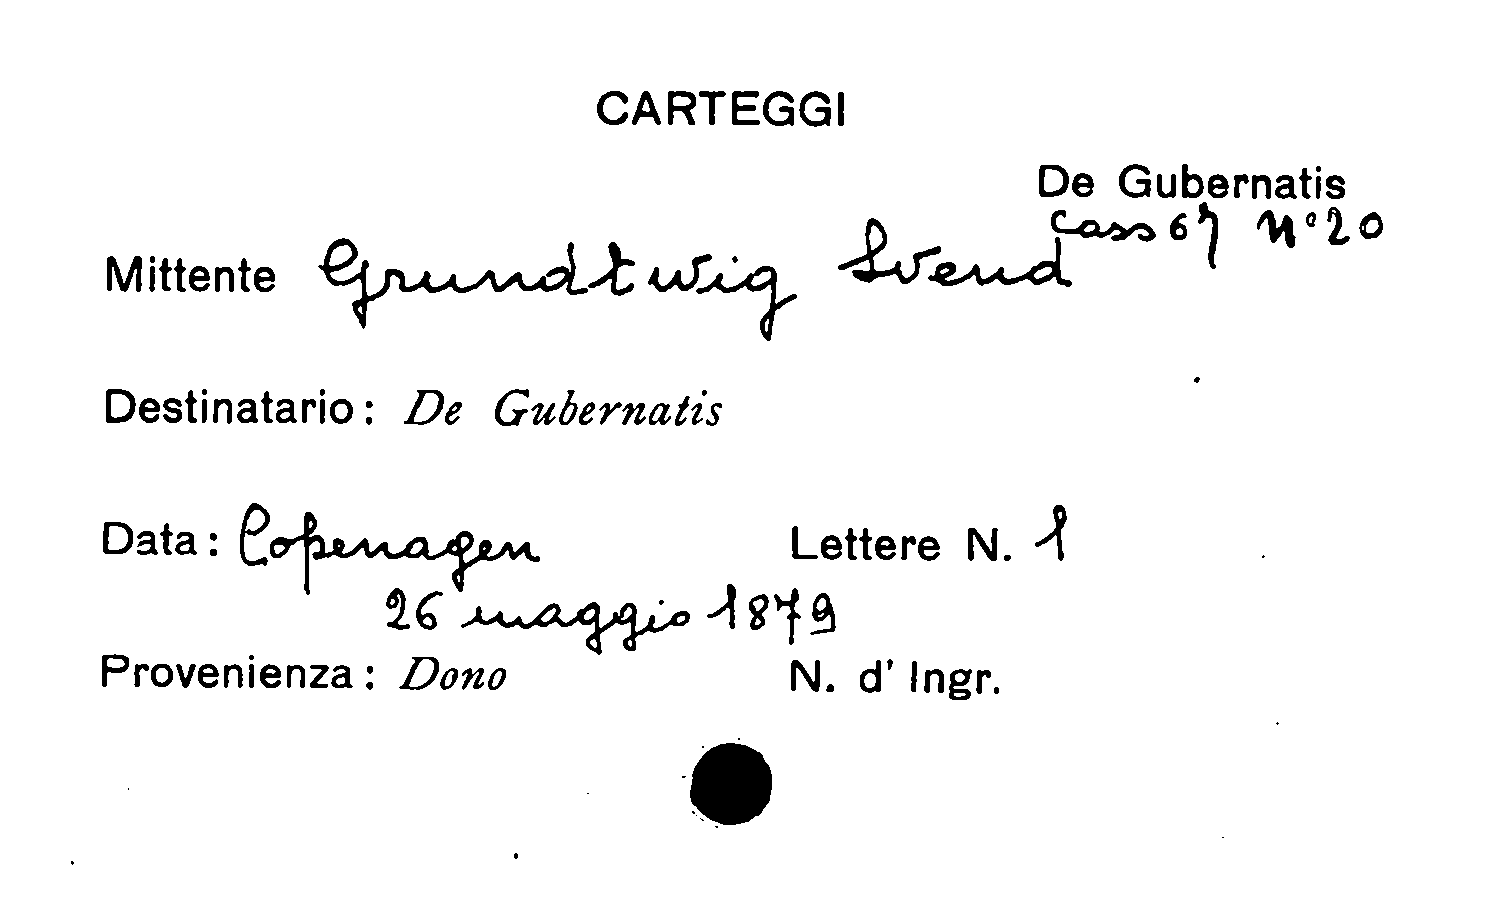 CARTEGGI
De Gubernatis
Cass 67 N° 20
Mittente Grundtwig Svend
Destinatario: De Gubernatis
Data: Copenagen Lettere N. 1
26 maggio 1879
Provenienza: Dono N. d' Ingr.